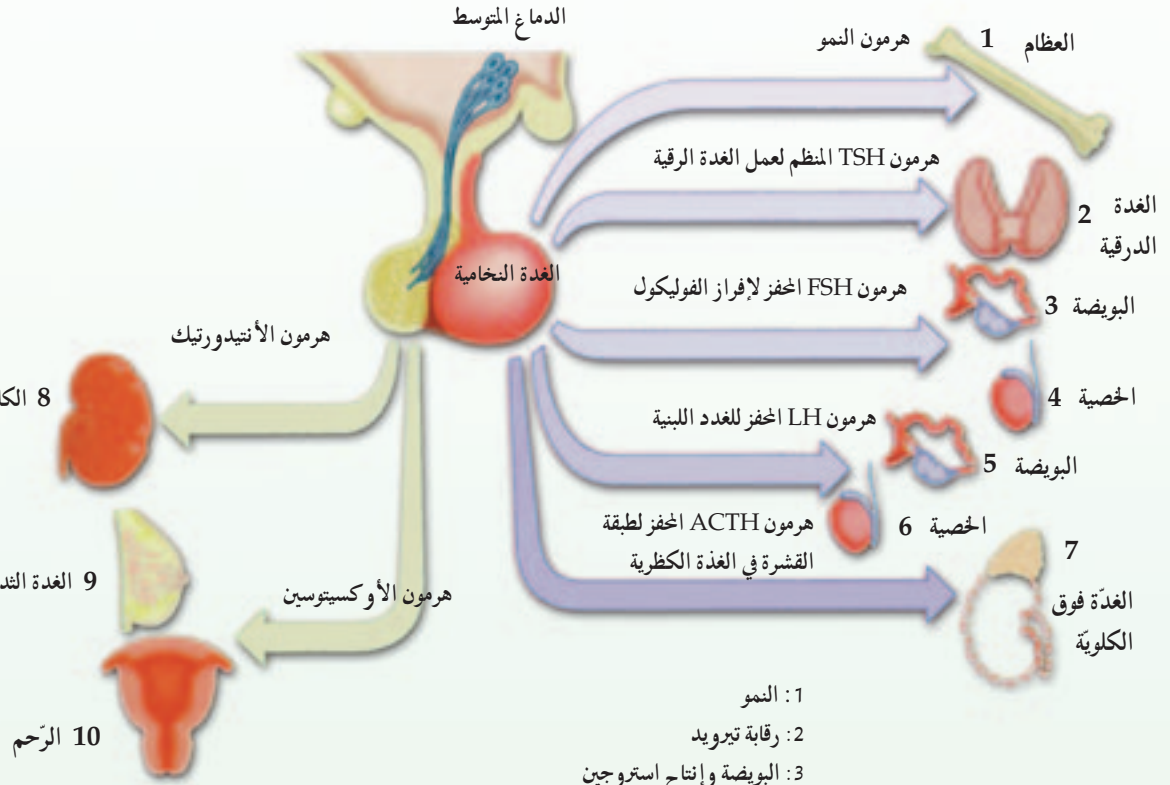 الدماغ المتوسط
هرمون النمو
1 العظام
هرمون TSH المنظم لعمل الغدة الرقية
2 الغدة
الدرقية
الغدة النخامية
هرمون FSH المحفز لإفراز الفوليكول
3 البويضة
4 الخصية
هرمون الأنتيدورتيك
8
هرمون LH المحفز للغدد اللبنية
5 البويضة
6 الخصية
هرمون ACTH المحفز لطبقة
القشرة في الغذة الكظرية
7
الغدّة فوق
الكلويّة
9 الغدة
هرمون الأوكسيتوسين
10 الرّحم
1: النمو
2: رقابة تيرويد
3: البويضة وإنتاج استروجين